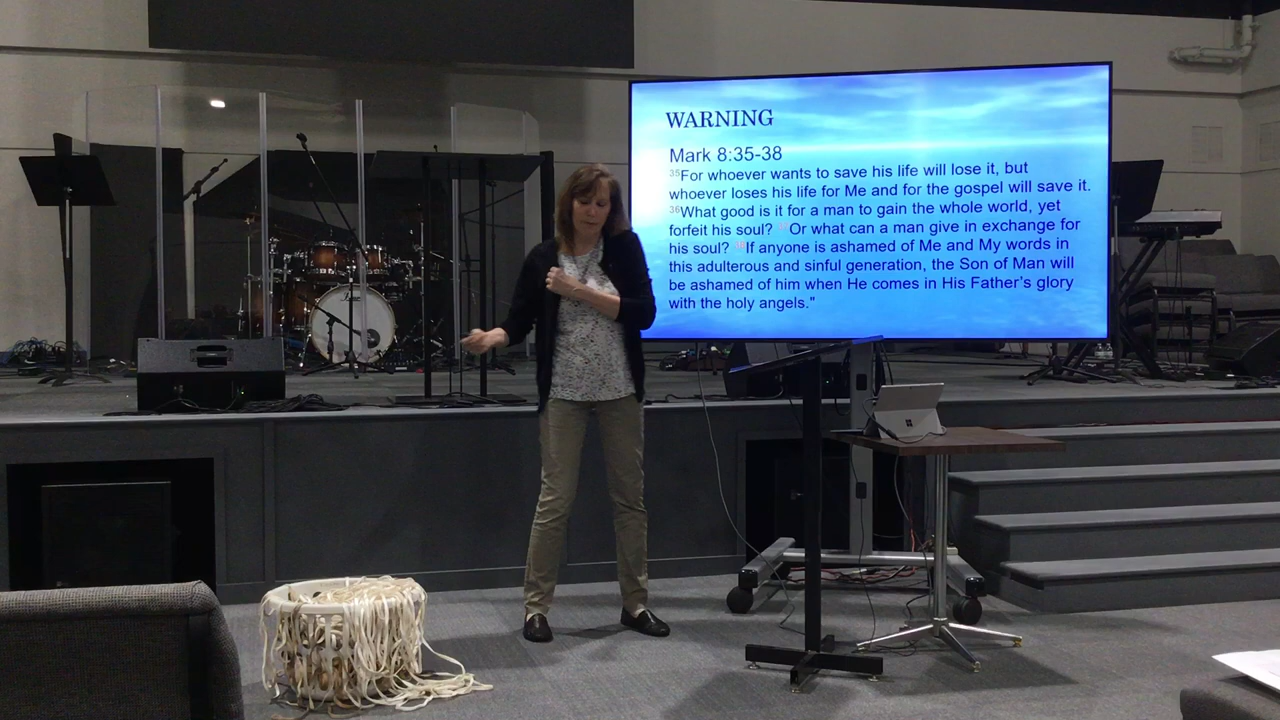 WARNING
Mark 8:35-38
35For whoever wants to save his life will lose it, but
whoever loses his life for Me and for the gospel will save it.
36What good is it for a man to gain the whole world, yet
forfeit his soul? 37Or what can a man give in exchange for
his soul? 38If anyone is ashamed of Me and My words in
this adulterous and sinful generation, the Son of Man will
be ashamed of him when He comes in His Father's glory
with the holy angels."